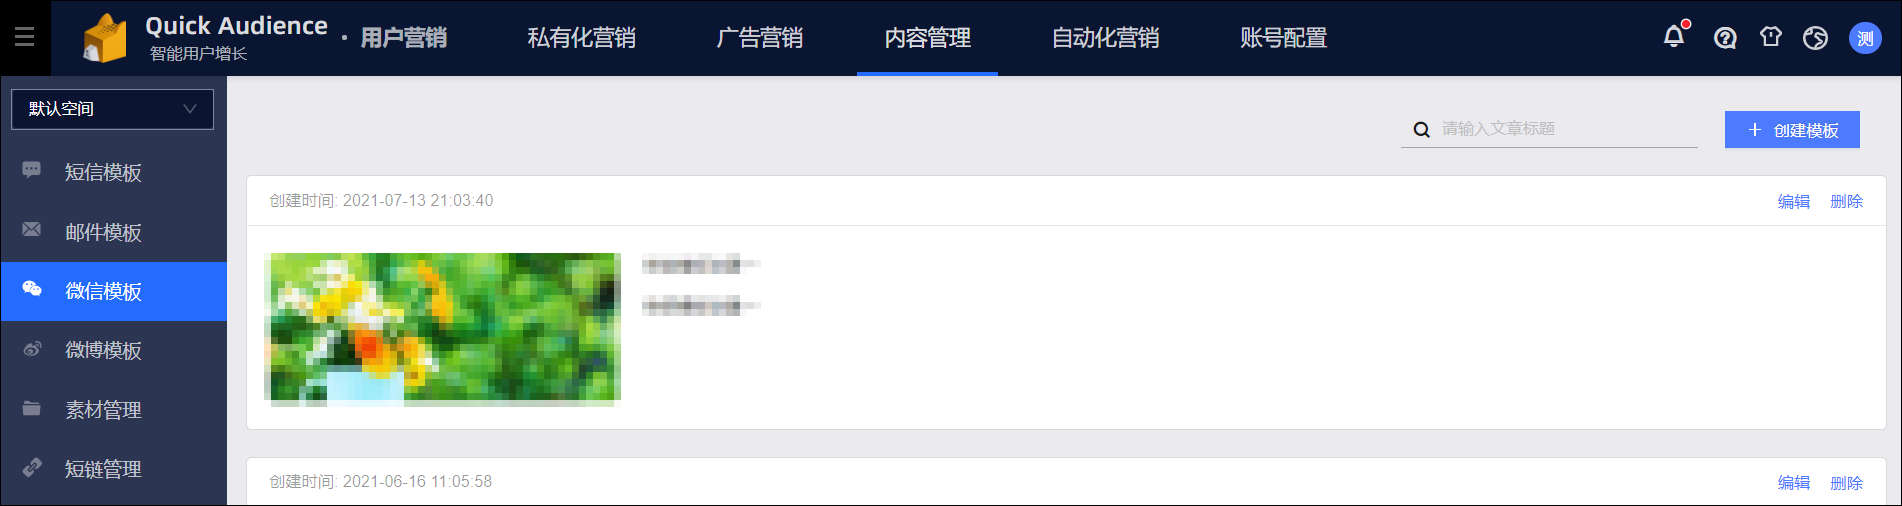 Quick Audience
智能用户增长
· 用户营销
私有化营销
广告营销
内容管理
自动化营销
账号配置
测
默认空间
短信模板
邮件模板
微信模板
微博模板
素材管理
短链管理
请输入文章标题
+ 创建模板
创建时间: 2021-07-13 21:03:40
编辑
删除
创建时间: 2021-06-16 11:05:58
编辑
删除